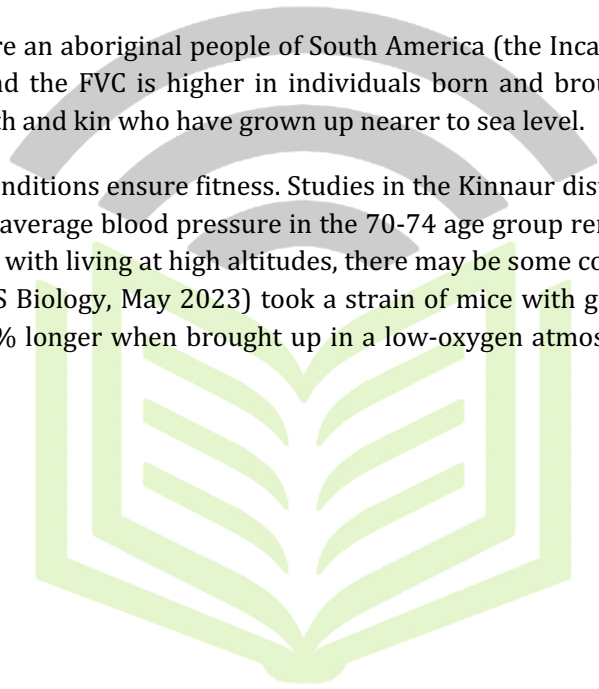 re an aboriginal people of South America (the Inca
nd the FVC is higher in individuals born and brou
th and kin who have grown up nearer to sea level.
nditions ensure fitness. Studies in the Kinnaur dis
average blood pressure in the 70-74 age group re
with living at high altitudes, there may be some co
S Biology, May 2023) took a strain of mice with g
% longer when brought up in a low-oxygen atmos